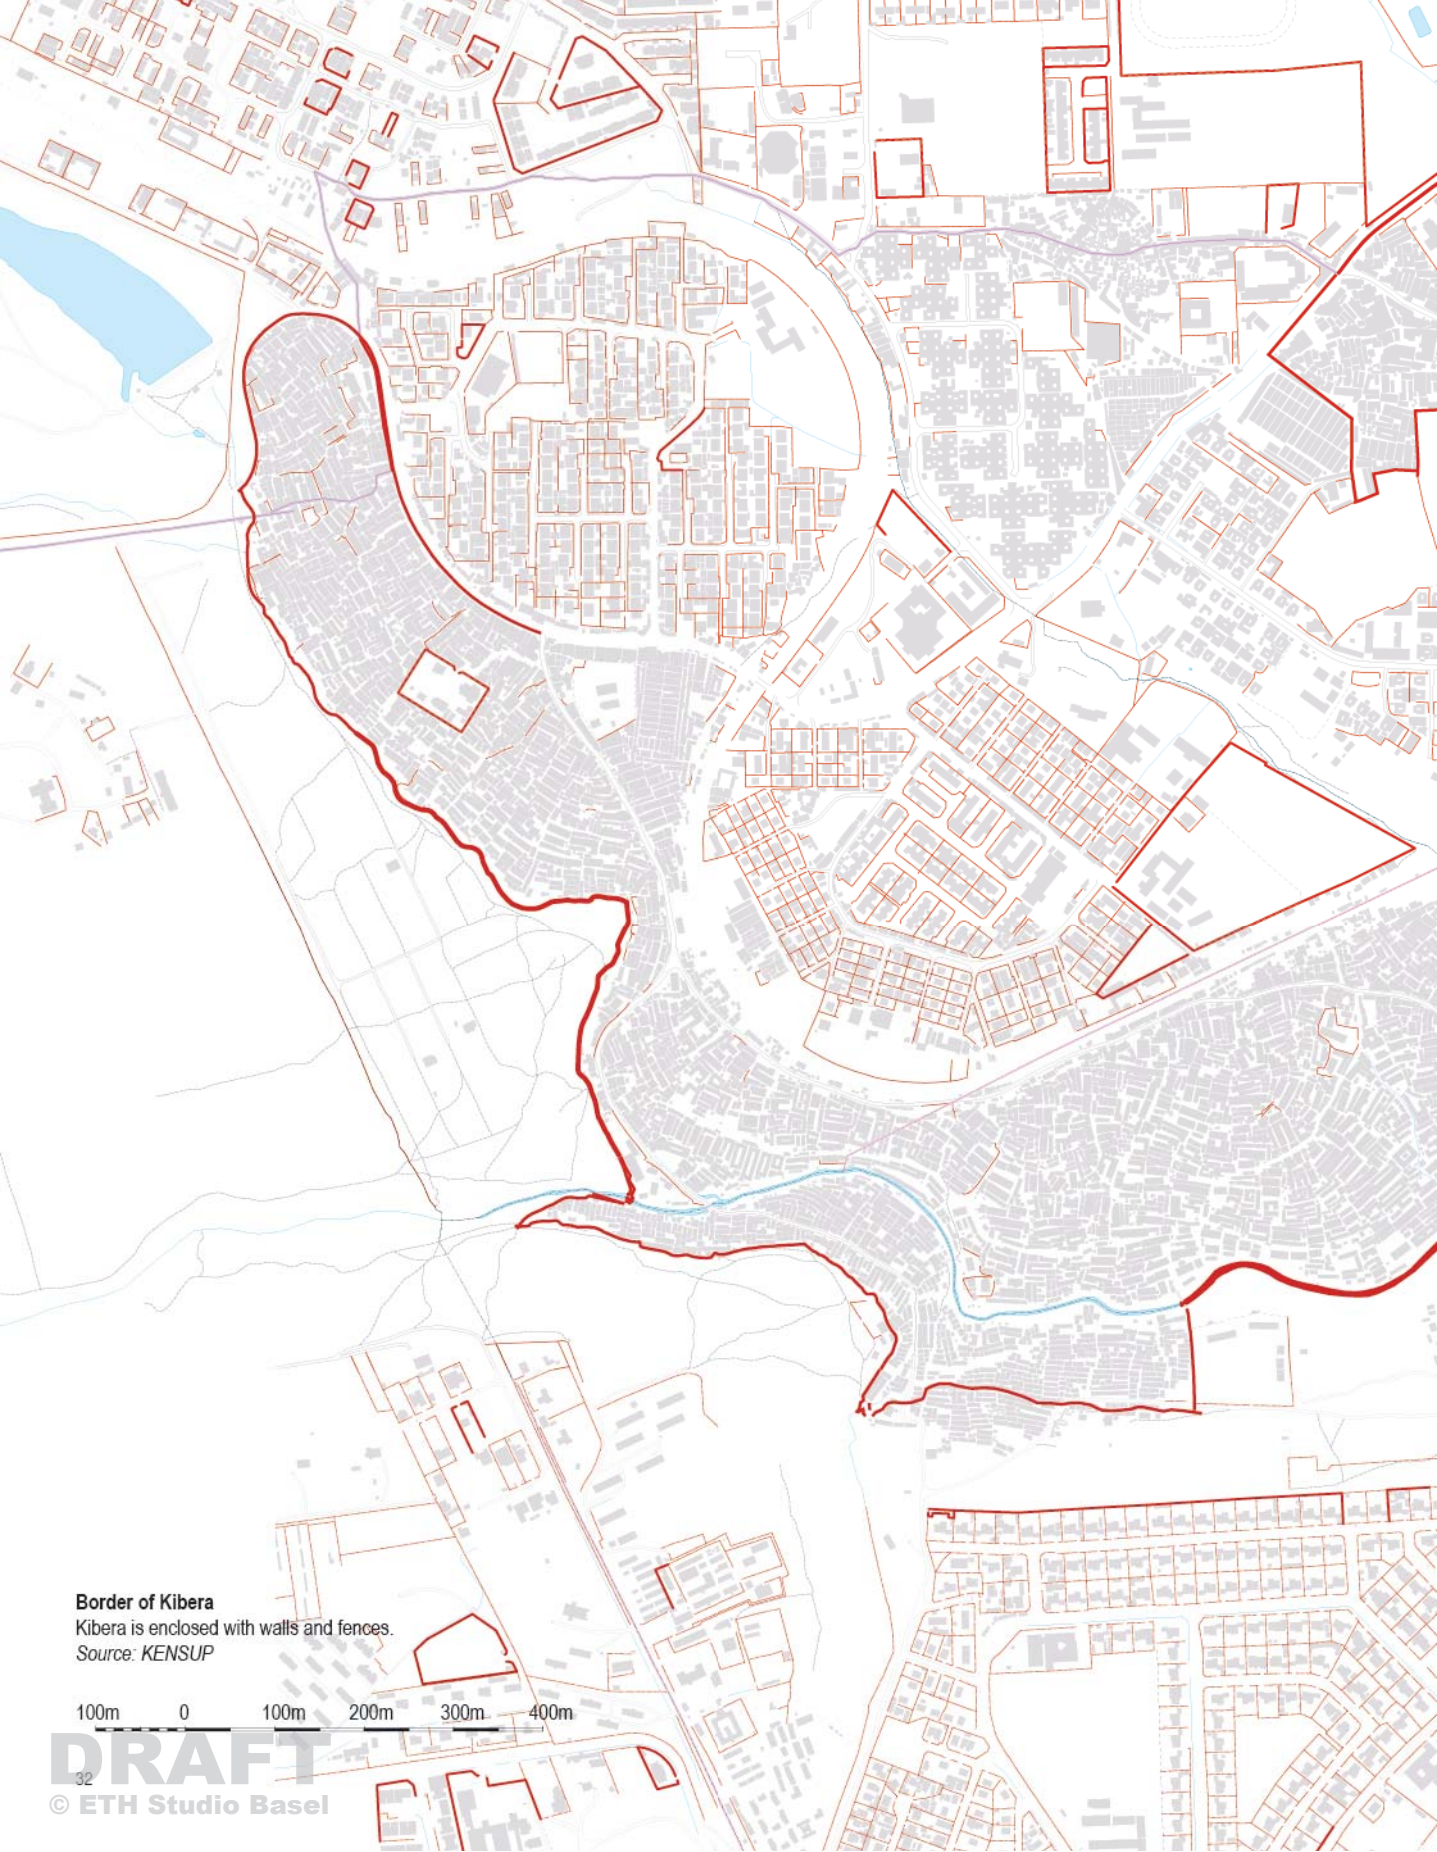 Border of Kibera
Kibera is enclosed with walls and fences.
Source: KENSUP
100m 0 100m 200m 300m 400m
DRAFT
32
© ETH Studio Basel